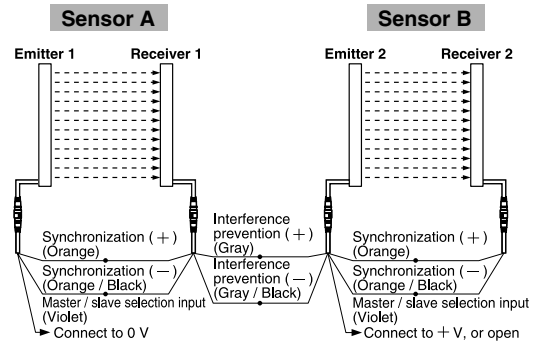 Sensor A
Sensor B
Emitter 1
Receiver 1
Emitter 2
Receiver 2
Synchronization (+)
(Orange)
Synchronization (−)
(Orange / Black)
Master / slave selection input
(Violet)
Connect to 0 V
Interference
prevention (+)
(Gray)
Interference
prevention (−)
(Gray / Black)
Synchronization (+)
(Orange)
Synchronization (−)
(Orange / Black)
Master / slave selection input
(Violet)
Connect to +V, or open